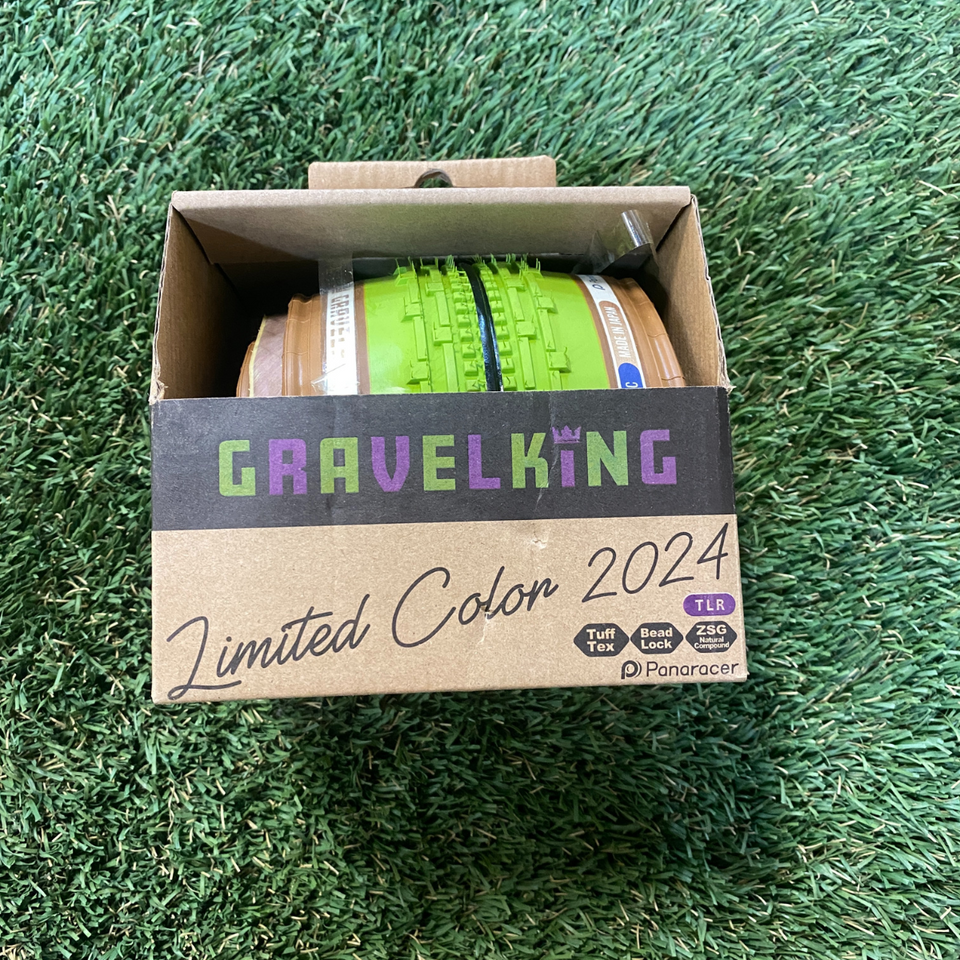 MADE IN JAPAN
GRAVELKiNG
Limited Color 2024
TLR
Tuff Tex
Bead Lock
ZSG Natural Compound
Panaracer